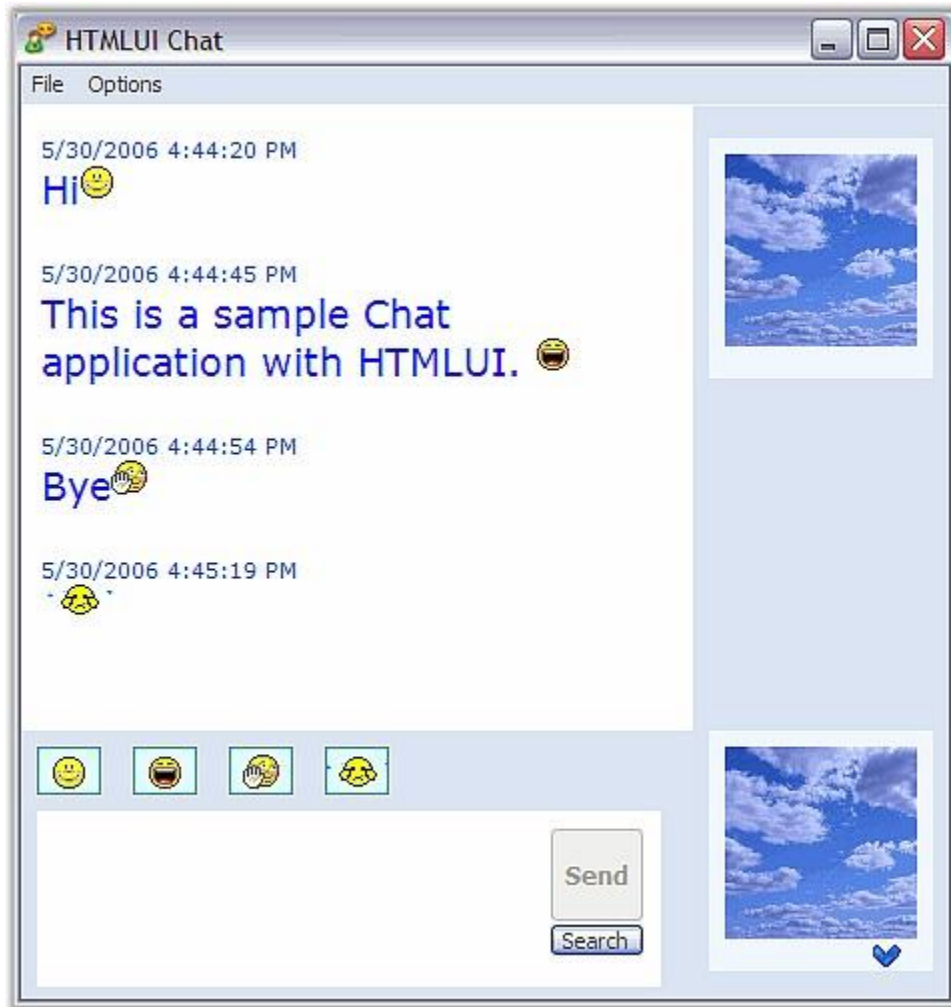 HTMLUI Chat
File Options
5/30/2006 4:44:20 PM
Hi
5/30/2006 4:44:45 PM
This is a sample Chat
application with HTMLUI.
5/30/2006 4:44:54 PM
Bye
5/30/2006 4:45:19 PM
Send
Search